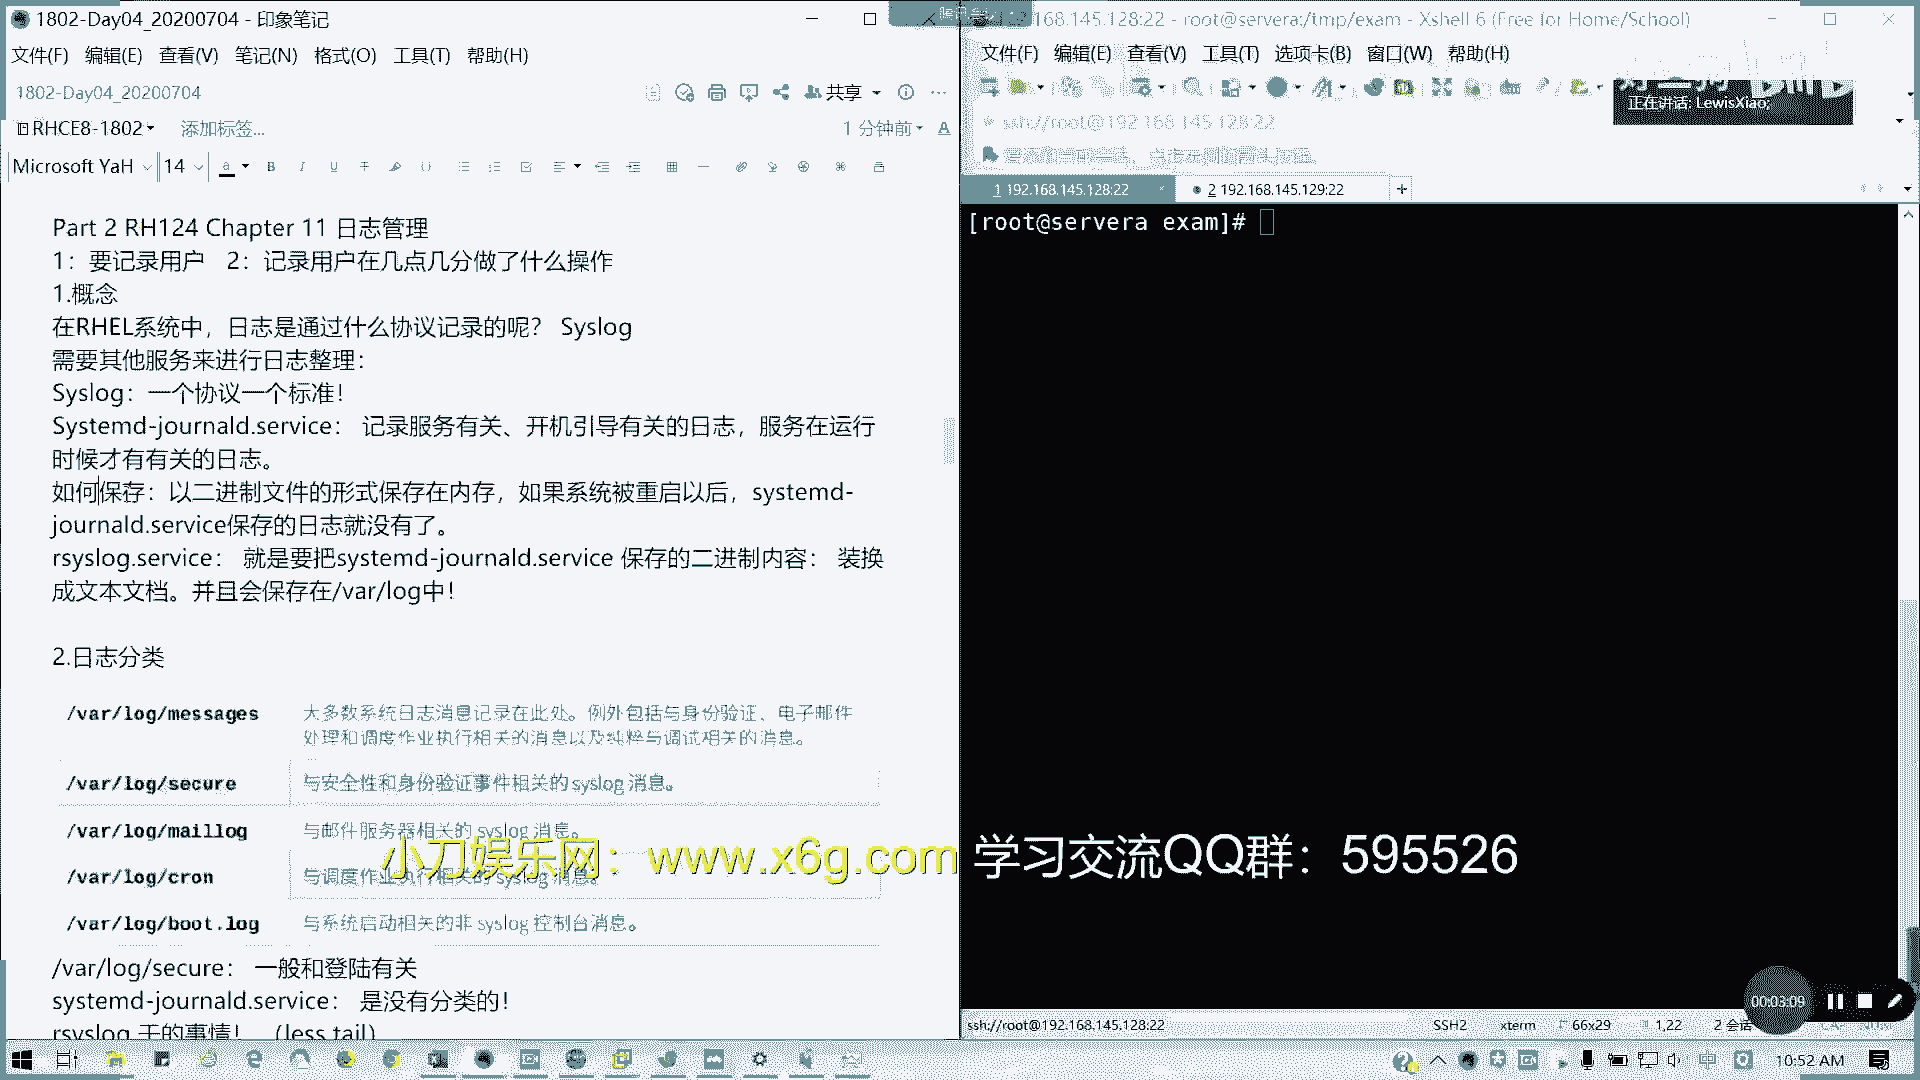 1802-Day04_20200704 - 印象笔记
文件(F) 编辑(E) 查看(V) 笔记(N) 格式(O) 工具(T) 帮助(H)
1802-Day04_20200704
共享
RHCE8-1802
添加标签...
1 分钟前
Microsoft YaH 14
Part 2 RH124 Chapter 11 日志管理
1：要记录用户 2：记录用户在几点几分做了什么操作
1.概念
在RHEL系统中，日志是通过什么协议记录的呢？ Syslog
需要其他服务来进行日志整理：
Syslog：一个协议一个标准！
Systemd-journald.service： 记录服务有关、开机引导有关的日志，服务在运行
时候才有有关的日志。
如何保存：以二进制文件的形式保存在内存，如果系统被重启以后，systemd-
journald.service保存的日志就没有了。
rsyslog.service： 就是要把systemd-journald.service 保存的二进制内容： 装换
成文本文档。并且会保存在/var/log中！
2.日志分类
/var/log/messages 大多数系统日志消息记录在此处。例外包括与身份验证、电子邮件
处理和调度作业执行相关的消息以及纯粹与调试相关的消息。
/var/log/secure 与安全性和身份验证事件相关的 syslog 消息。
/var/log/maillog 与邮件服务器相关的 syslog 消息。
/var/log/cron 与调度作业执行相关的 syslog 消息。
/var/log/boot.log 与系统启动相关的非 syslog 控制台消息。
/var/log/secure： 一般和登陆有关
systemd-journald.service： 是没有分类的！
rsyslog 干的事情！ （less tail）
小刀娱乐网：www.x6g.com 学习交流QQ群：595526
168.145.128:22 - root@servera:/tmp/exam - Xshell 6 (Free for Home/School)
文件(F) 编辑(E) 查看(V) 工具(T) 选项卡(B) 窗口(W) 帮助(H)
正在讲话: LewisXiao;
ssh://root@192.168.145.128:22
1 192.168.145.128:22
2 192.168.145.129:22
[root@servera exam]#
00:03:09
ssh://root@192.168.145.128:22 SSH2 xterm 66x29 1,22 2 会话
10:52 AM